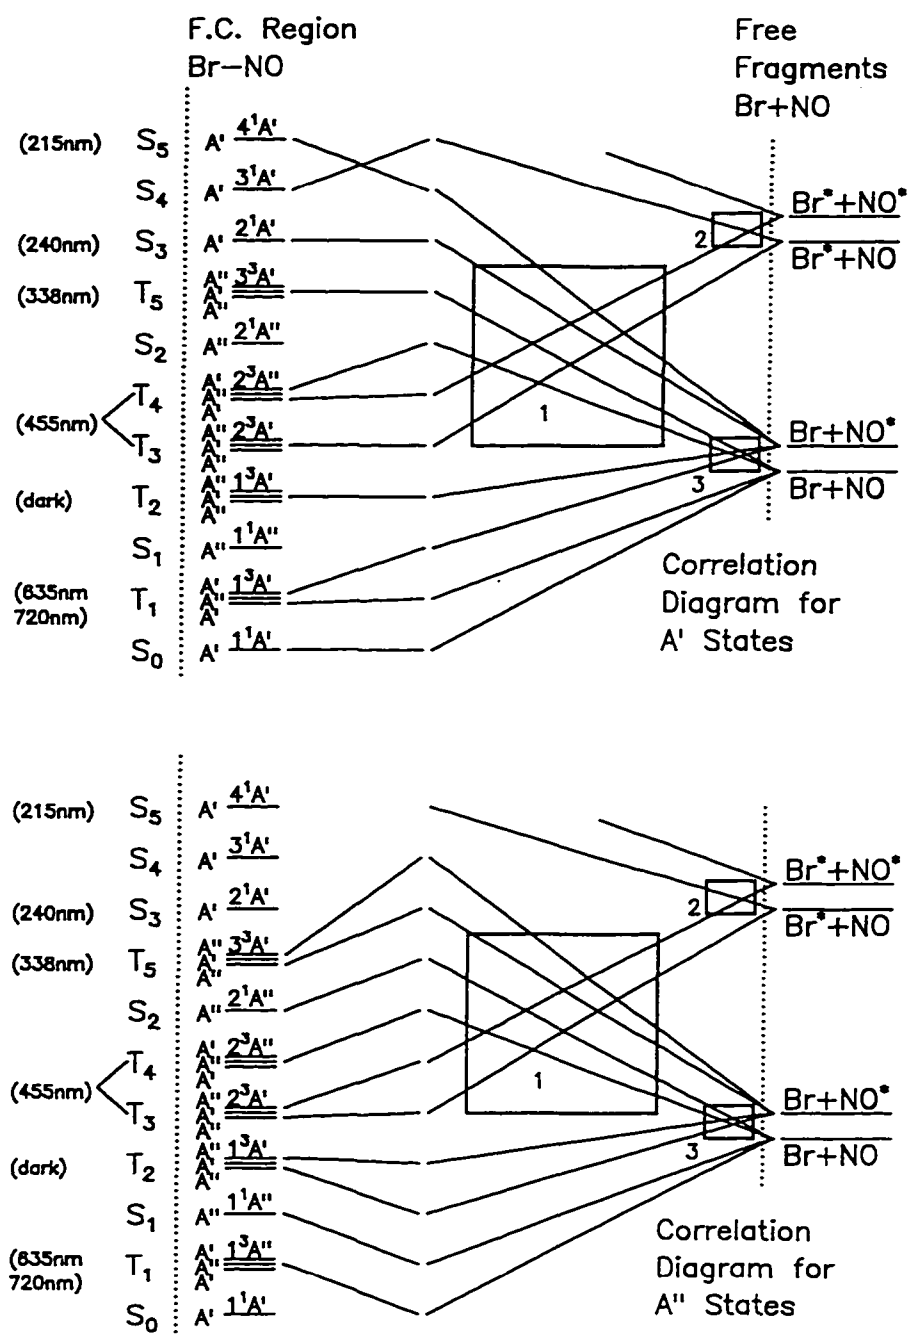 F.C. Region
Br–NO
Free
Fragments
Br+NO
(215nm) S₅ A' 4¹A'
S₄ A' 3¹A'
(240nm) S₃ A' 2¹A'
(338nm) T₅ A" A' A" 3³A'
S₂ A" 2¹A"
T₄ A' A" A' 2³A"
(455nm)
T₃ A" A' A" 2³A'
(dark) T₂ A" A' A" 1³A'
S₁ A" 1¹A"
(635nm
720nm) T₁ A' A" A' 1³A'
S₀ A' 1¹A'
1
2
3
Br*+NO*
Br*+NO
Br+NO*
Br+NO
Correlation
Diagram for
A' States
(215nm) S₅ A' 4¹A'
S₄ A' 3¹A'
(240nm) S₃ A' 2¹A'
(338nm) T₅ A" A' A" 3³A'
S₂ A" 2¹A"
T₄ A' A" A' 2³A"
(455nm)
T₃ A" A' A" 2³A'
(dark) T₂ A" A' A" 1³A'
S₁ A" 1¹A"
(635nm
720nm) T₁ A' A" A' 1³A"
S₀ A' 1¹A'
1
2
3
Br*+NO*
Br*+NO
Br+NO*
Br+NO
Correlation
Diagram for
A" States